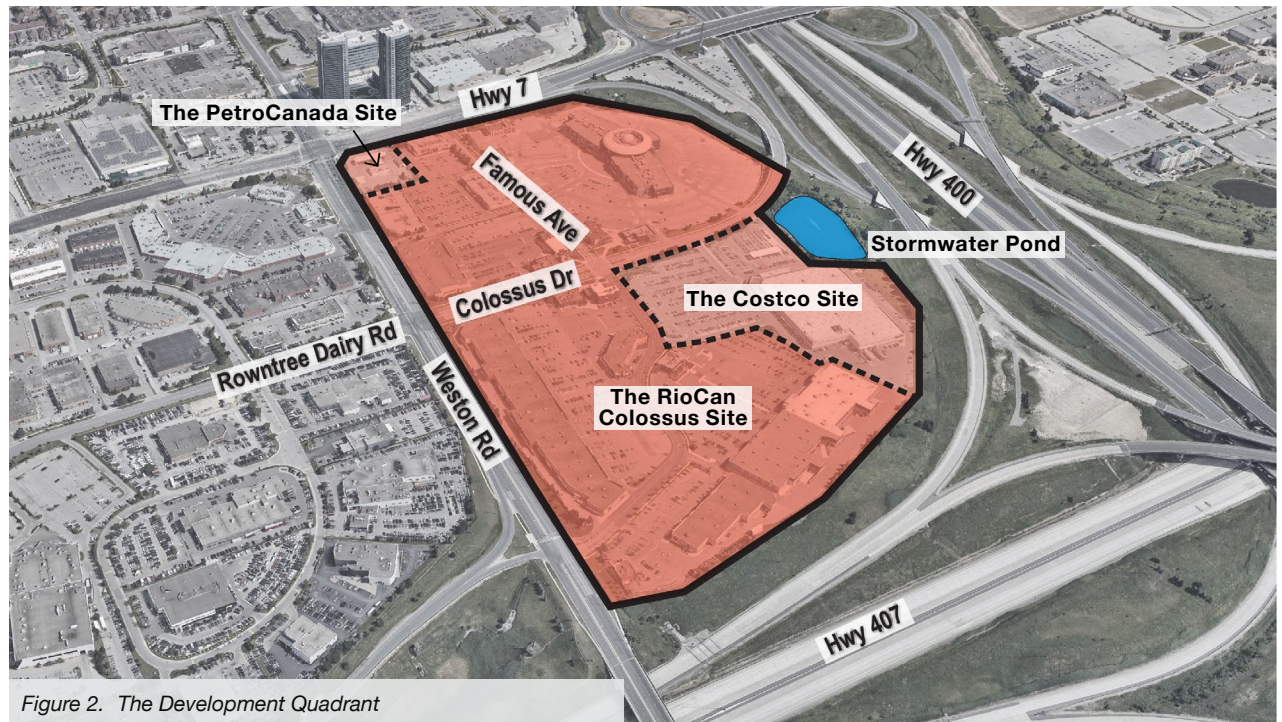 Hwy 7
The PetroCanada Site
Famous Ave
Hwy 400
Stormwater Pond
Colossus Dr
The Costco Site
Rowntree Dairy Rd
Weston Rd
The RioCan
Colossus Site
Hwy 407
Figure 2. The Development Quadrant